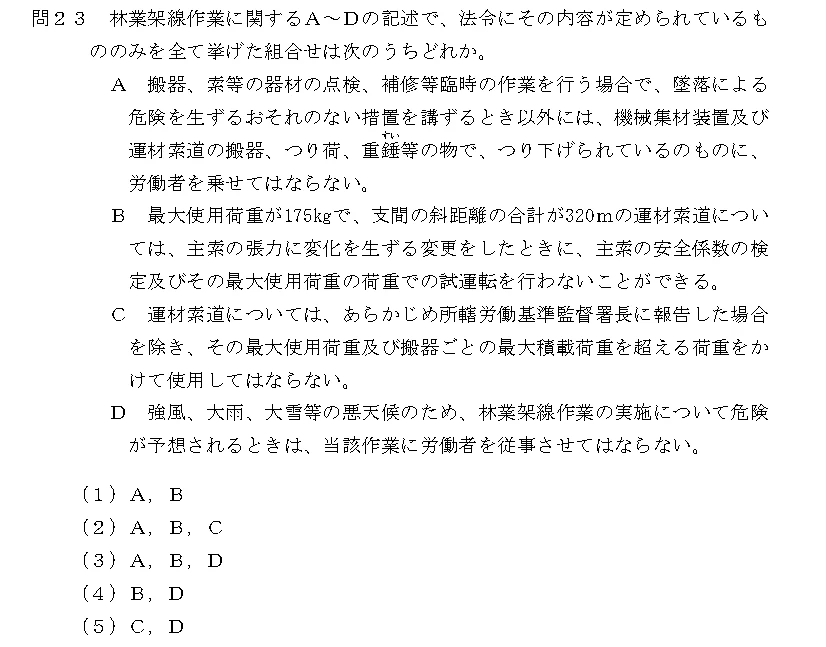 問２３　林業架線作業に関するＡ～Ｄの記述で、法令にその内容が定められているも
ののみを全て挙げた組合せは次のうちどれか。
Ａ　搬器、索等の器材の点検、補修等臨時の作業を行う場合で、墜落による
危険を生ずるおそれのない措置を講ずるとき以外には、機械集材装置及び
運材索道の搬器、つり荷、重錘等の物で、つり下げられているのものに、
労働者を乗せてはならない。
Ｂ　最大使用荷重が175㎏で、支間の斜距離の合計が320ｍの運材索道につい
ては、主索の張力に変化を生ずる変更をしたときに、主索の安全係数の検
定及びその最大使用荷重の荷重での試運転を行わないことができる。
Ｃ　運材索道については、あらかじめ所轄労働基準監督署長に報告した場合
を除き、その最大使用荷重及び搬器ごとの最大積載荷重を超える荷重をか
けて使用してはならない。
Ｄ　強風、大雨、大雪等の悪天候のため、林業架線作業の実施について危険
が予想されるときは、当該作業に労働者を従事させてはならない。
（１）Ａ，Ｂ
（２）Ａ，Ｂ，Ｃ
（３）Ａ，Ｂ，Ｄ
（４）Ｂ，Ｄ
（５）Ｃ，Ｄ